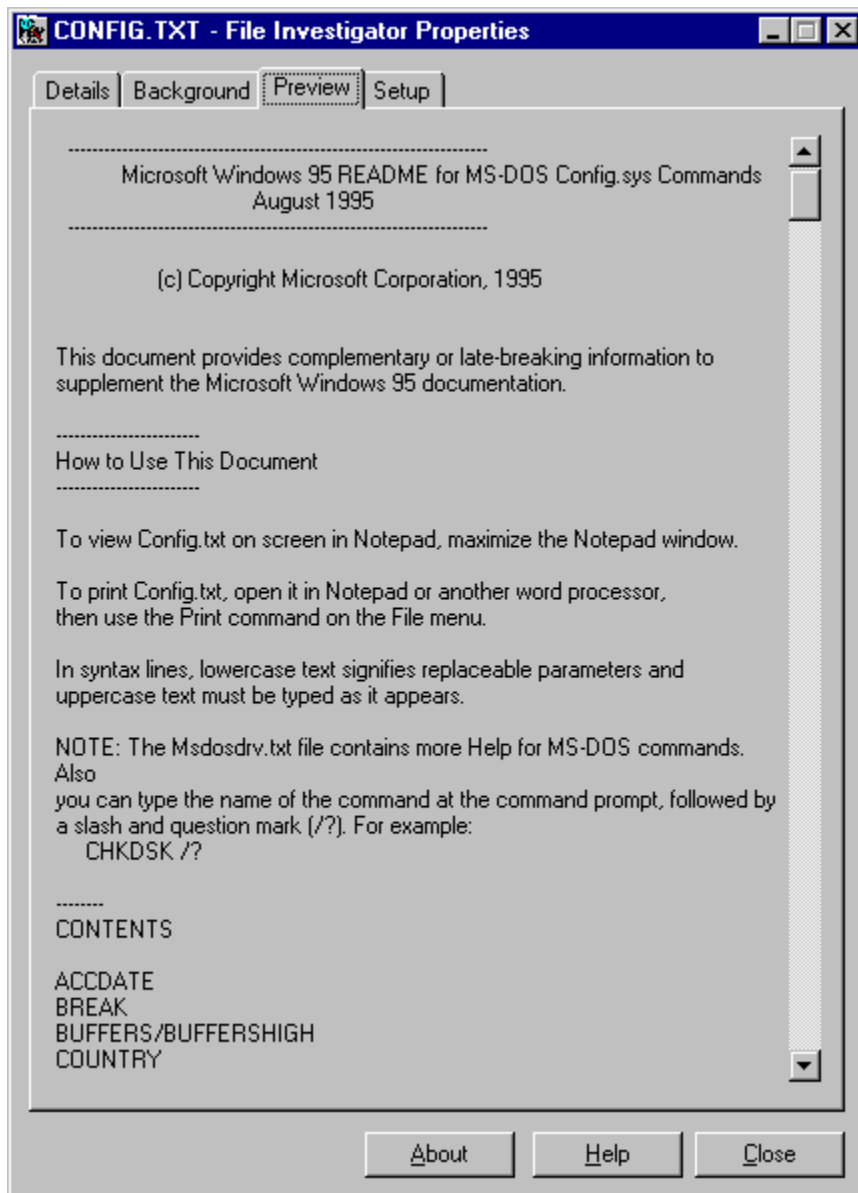 CONFIG.TXT - File Investigator Properties
Details Background Preview Setup
----------------------------------------------------------------------
Microsoft Windows 95 README for MS-DOS Config.sys Commands
August 1995
----------------------------------------------------------------------
(c) Copyright Microsoft Corporation, 1995
This document provides complementary or late-breaking information to
supplement the Microsoft Windows 95 documentation.
------------------------
How to Use This Document
------------------------
To view Config.txt on screen in Notepad, maximize the Notepad window.
To print Config.txt, open it in Notepad or another word processor,
then use the Print command on the File menu.
In syntax lines, lowercase text signifies replaceable parameters and
uppercase text must be typed as it appears.
NOTE: The Msdosdrv.txt file contains more Help for MS-DOS commands.
Also
you can type the name of the command at the command prompt, followed by
a slash and question mark (/?). For example:
CHKDSK /?
--------
CONTENTS
ACCDATE
BREAK
BUFFERS/BUFFERSHIGH
COUNTRY
About Help Close